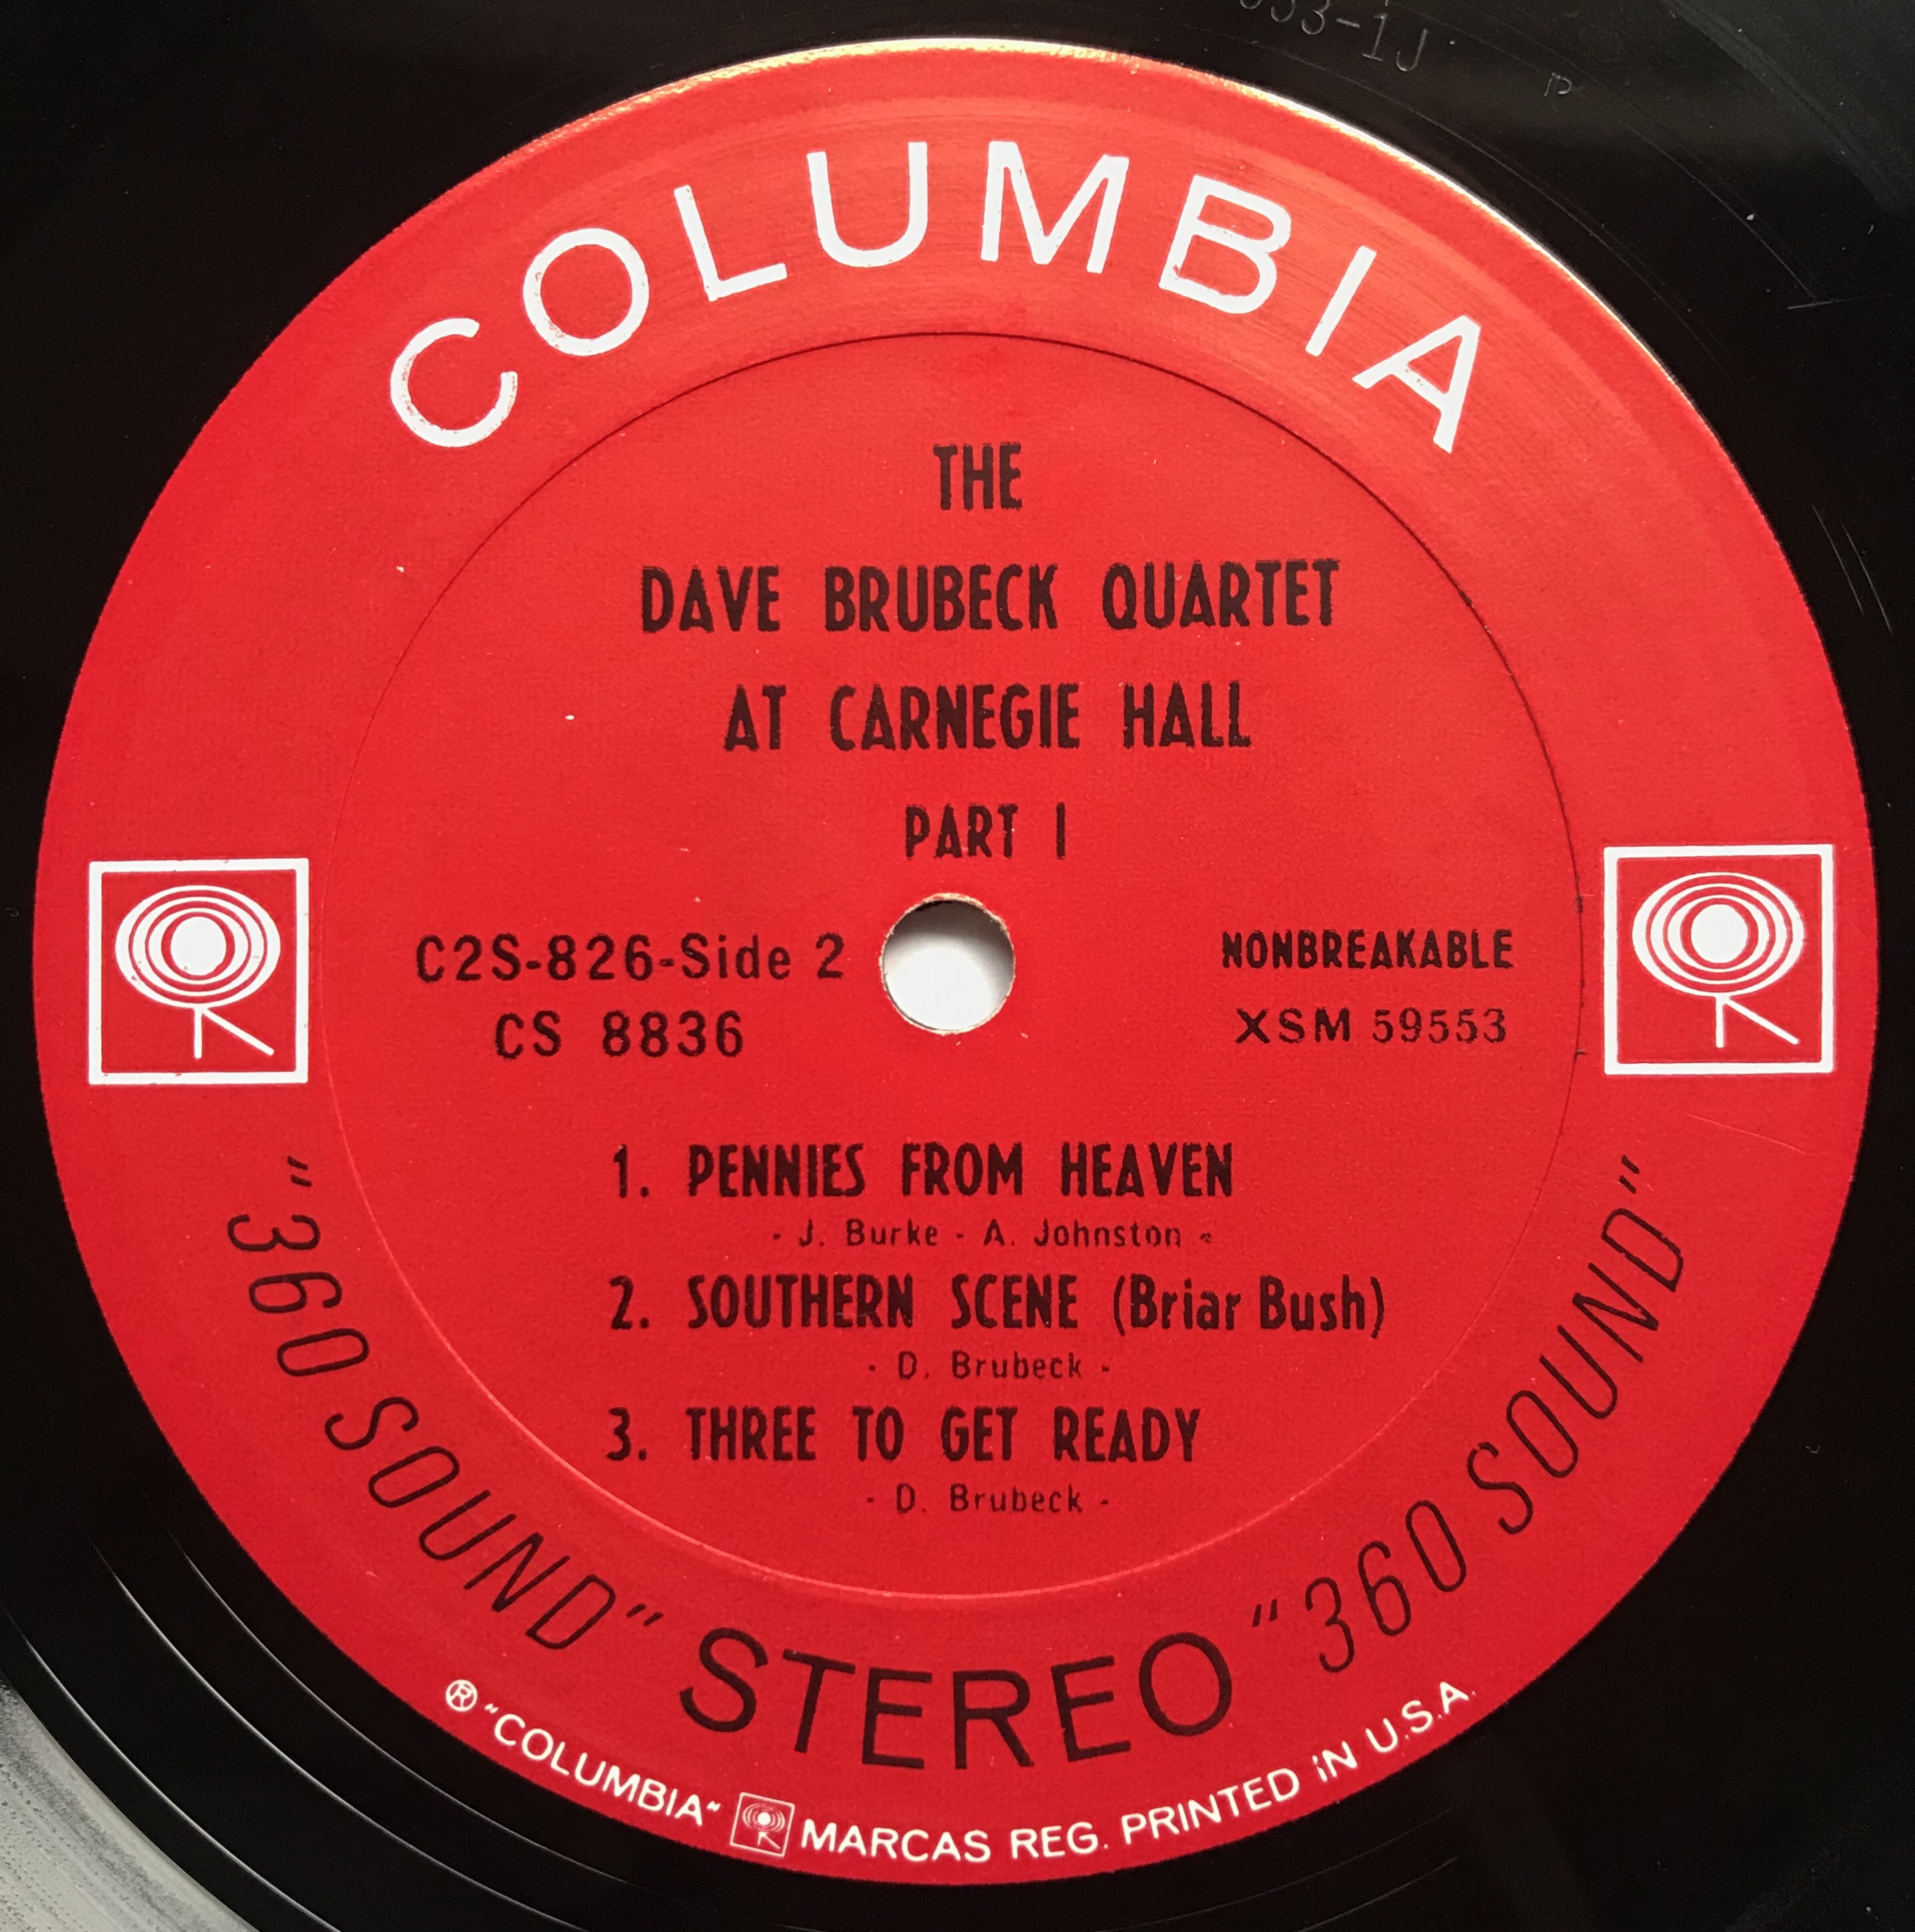 53-1J
P
COLUMBIA
THE
DAVE BRUBECK QUARTET
AT CARNEGIE HALL
PART I
C2S-826-Side 2
CS 8836
NONBREAKABLE
XSM 59553
1. PENNIES FROM HEAVEN
- J. Burke - A. Johnston -
2. SOUTHERN SCENE (Briar Bush)
- D. Brubeck -
3. THREE TO GET READY
- D. Brubeck -
"360 SOUND" STEREO "360 SOUND"
® "COLUMBIA" MARCAS REG. PRINTED IN U.S.A.